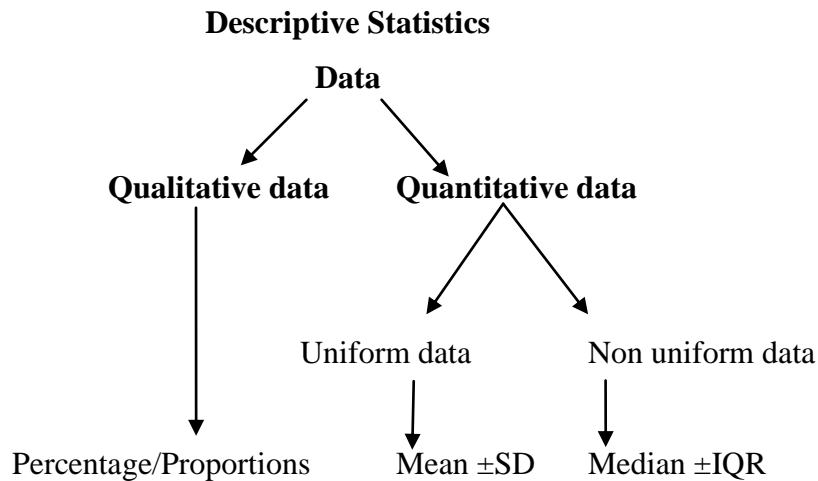 Descriptive Statistics
Data
Qualitative data Quantitative data
Uniform data Non uniform data
Percentage/Proportions Mean ±SD Median ±IQR